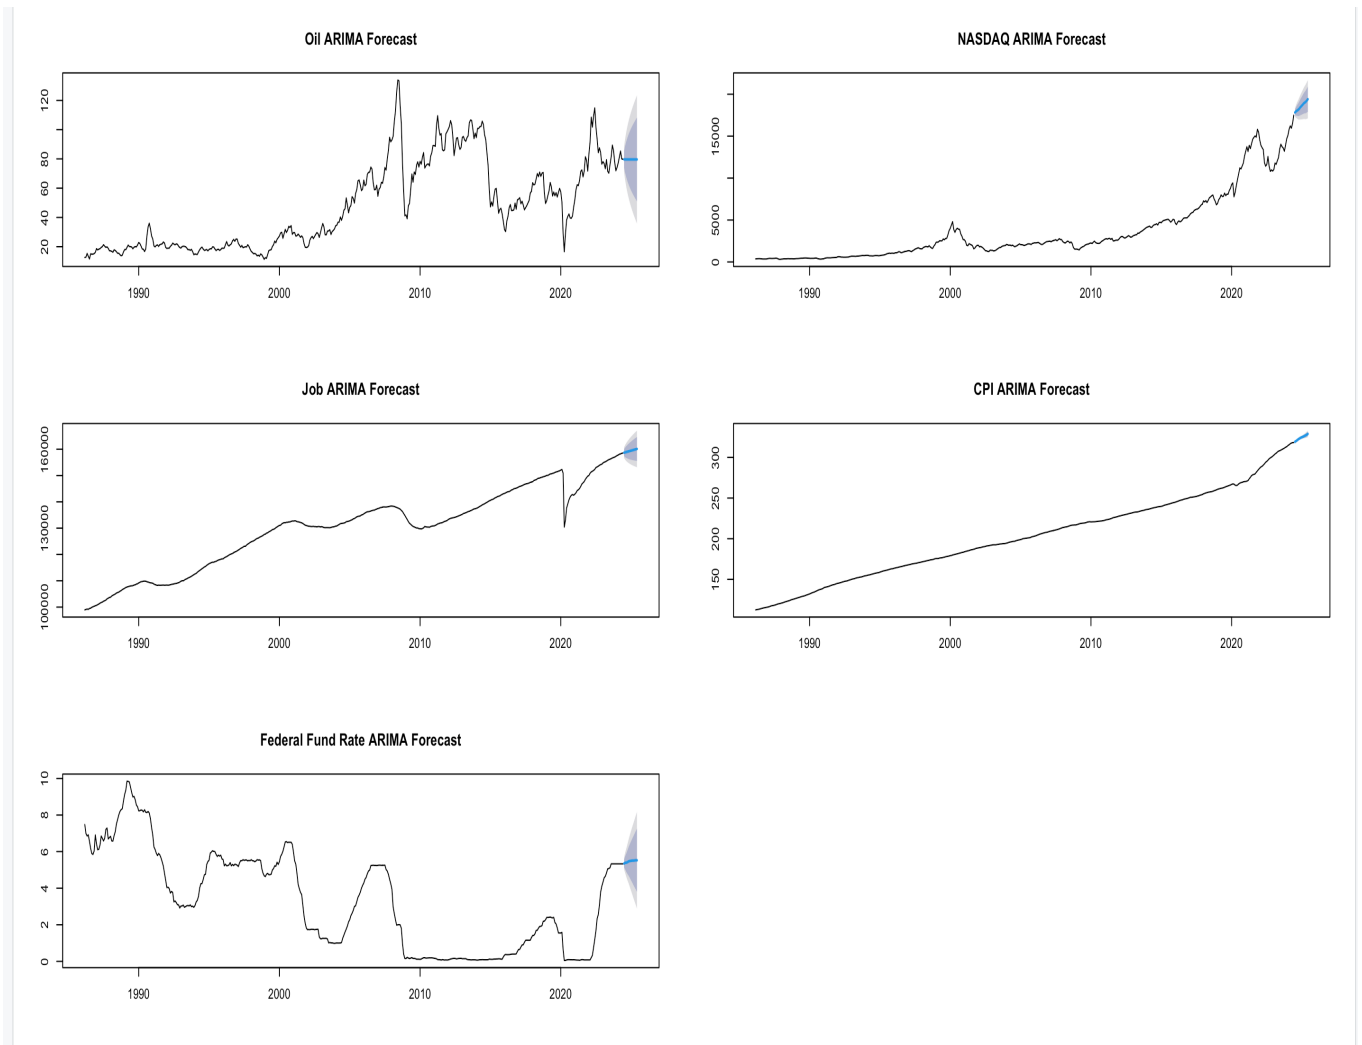 Oil ARIMA Forecast
20 40 60 80 120
1990 2000 2010 2020
NASDAQ ARIMA Forecast
0 5000 15000
1990 2000 2010 2020
Job ARIMA Forecast
100000 130000 160000
1990 2000 2010 2020
CPI ARIMA Forecast
150 200 250 300
1990 2000 2010 2020
Federal Fund Rate ARIMA Forecast
0 2 4 6 8 10
1990 2000 2010 2020